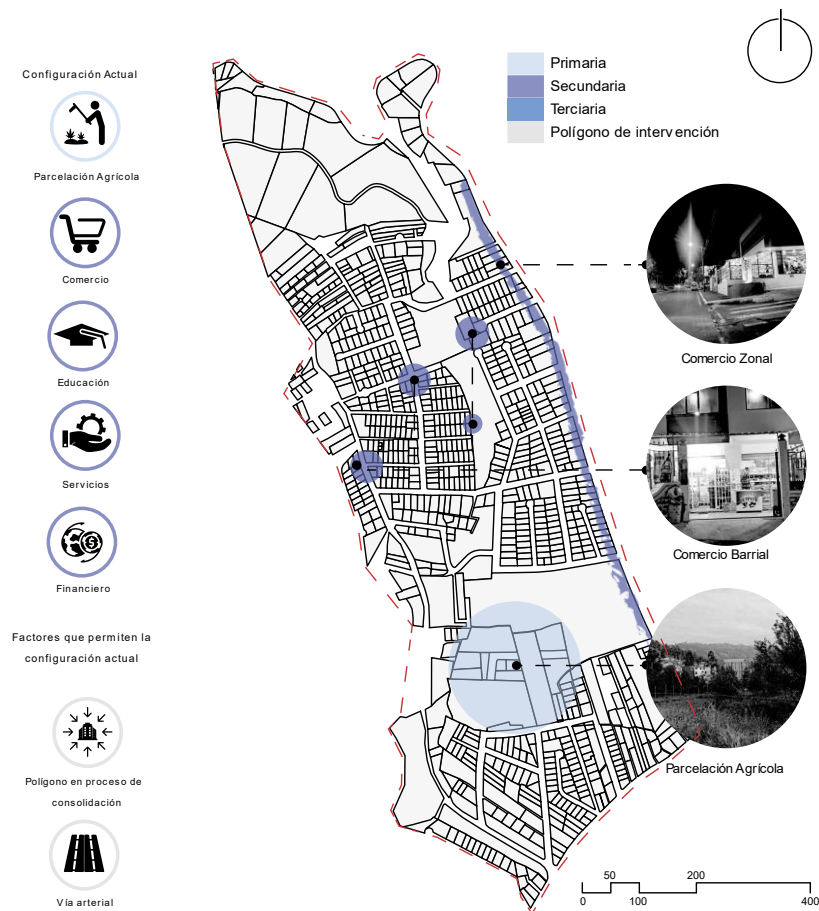 Configuración Actual
Parcelación Agrícola
Comercio
Educación
Servicios
Financiero
Factores que permiten la
configuración actual
Polígono en proceso de
consolidación
Vía arterial
Primaria
Secundaria
Terciaria
Polígono de intervención
Comercio Zonal
Comercio Barrial
Parcelación Agrícola
3
50
200
0
100
400